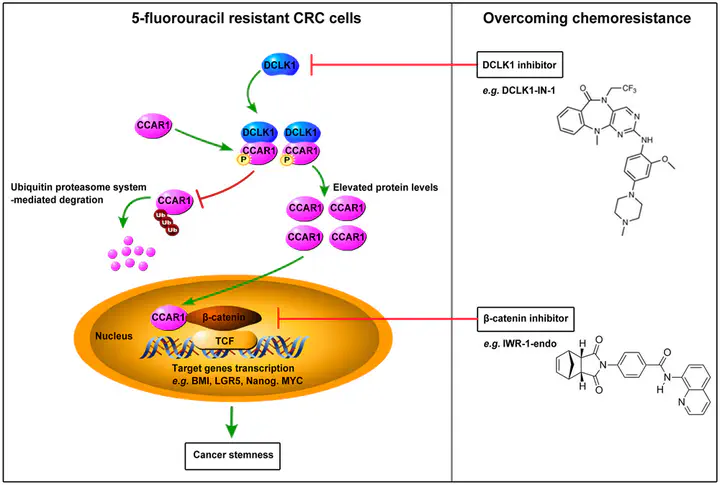 5-fluorouracil resistant CRC cells
Overcoming chemoresistance
DCLK1
DCLK1 inhibitor
e.g. DCLK1-IN-1
CCAR1
DCLK1
DCLK1
CCAR1
CCAR1
P
P
Ubiquitin proteasome system
-mediated degration
CCAR1
Ub
Ub
Ub
Elevated protein levels
CCAR1
CCAR1
CCAR1
CCAR1
O
N
CF3
N
N
N
NH
O
N
N
CCAR1
β-catenin
TCF
Nucleus
Target genes transcription
e.g. BMI, LGR5, Nanog. MYC
β-catenin inhibitor
e.g. IWR-1-endo
H
H
O
O
N
O
N
H
N
Cancer stemness